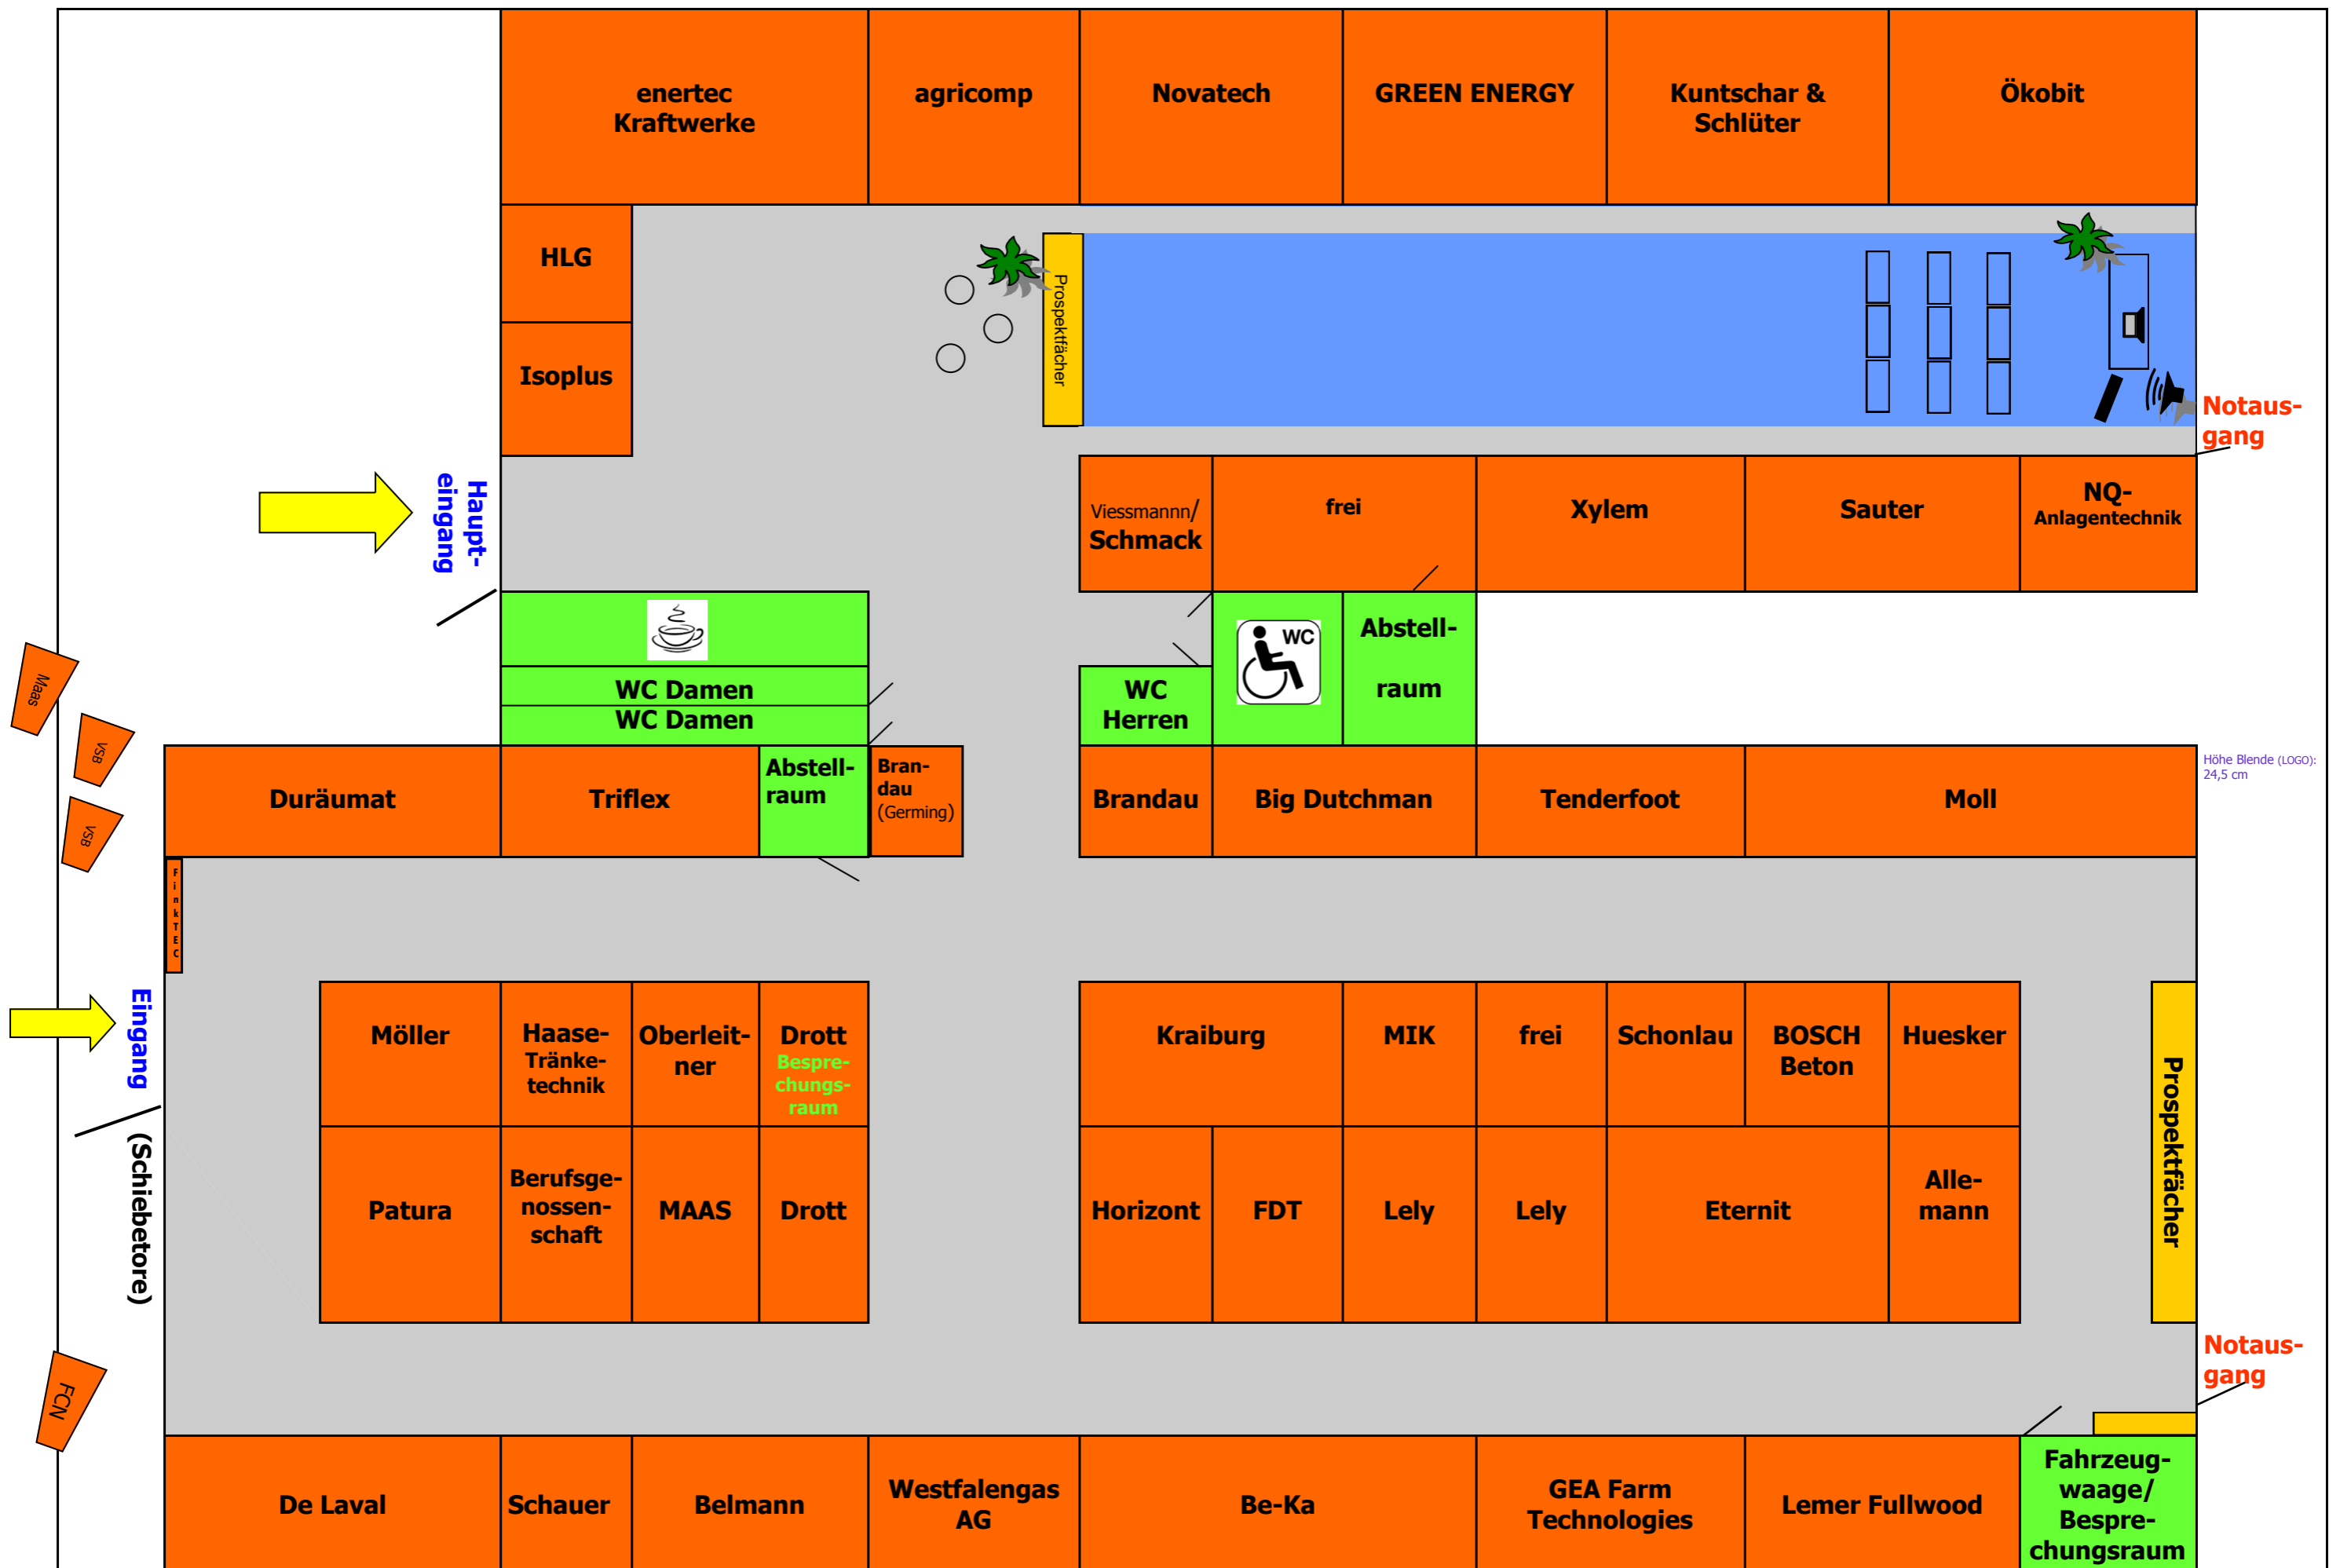 enertec
Kraftwerke
agricomp
Novatech
GREEN ENERGY
Kuntschar &
Schlüter
Ökobit
HLG
Isoplus
Prospektfächer
Notaus-
gang
Haupt-
eingang
Viessmannn/
Schmack
frei
Xylem
Sauter
NQ-
Anlagentechnik
WC
Abstell-
raum
WC Damen
WC Damen
WC
Herren
Maas
VSB
VSB
Duräumat
Triflex
Abstell-
raum
Bran-
dau
(Germing)
Brandau
Big Dutchman
Tenderfoot
Moll
Höhe Blende (LOGO):
24,5 cm
FinkTEC
Eingang
(Schiebetore)
Möller
Haase-
Tränke-
technik
Oberleit-
ner
Drott
Bespre-
chungs-
raum
Kraiburg
MIK
frei
Schonlau
BOSCH
Beton
Huesker
Prospektfächer
Patura
Berufsge-
nossen-
schaft
MAAS
Drott
Horizont
FDT
Lely
Lely
Eternit
Alle-
mann
Notaus-
gang
FCN
De Laval
Schauer
Belmann
Westfalengas
AG
Be-Ka
GEA Farm
Technologies
Lemer Fullwood
Fahrzeug-
waage/
Bespre-
chungsraum